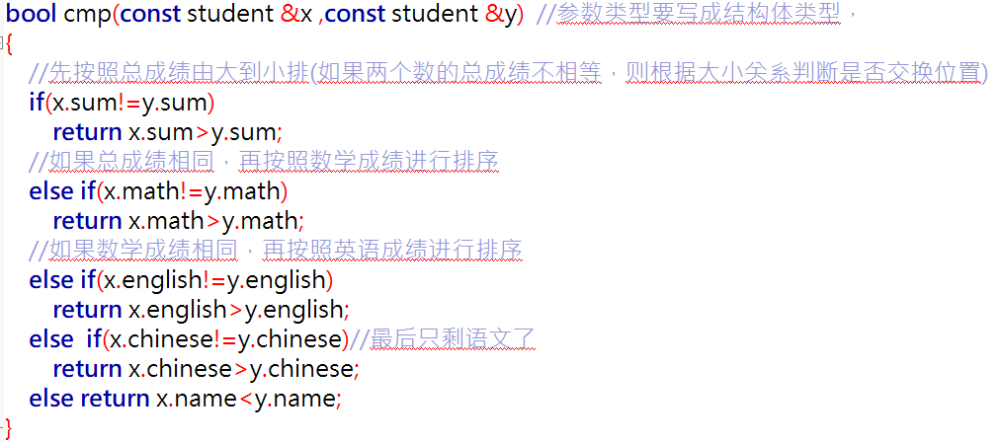 bool cmp(const student &x ,const student &y)  //参数类型要写成结构体类型，
{
//先按照总成绩由大到小排(如果两个数的总成绩不相等，则根据大小关系判断是否交换位置)
if(x.sum!=y.sum)
return x.sum>y.sum;
//如果总成绩相同，再按照数学成绩进行排序
else if(x.math!=y.math)
return x.math>y.math;
//如果数学成绩相同，再按照英语成绩进行排序
else if(x.english!=y.english)
return x.english>y.english;
else  if(x.chinese!=y.chinese)//最后只剩语文了
return x.chinese>y.chinese;
else return x.name<y.name;
}